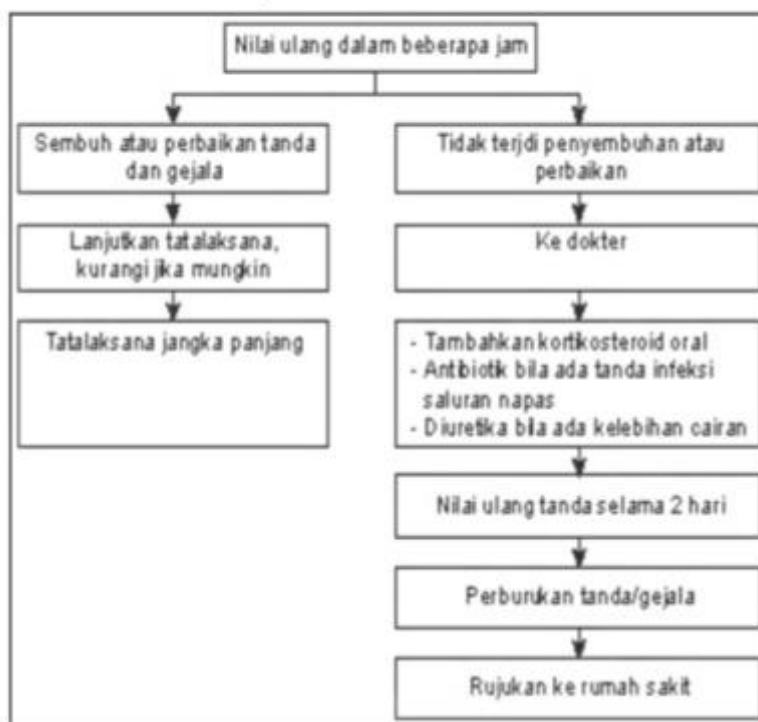 Nilai ulang dalam beberapa jam
Sembuh atau perbaikan tanda
dan gejala
Lanjutkan tatalaksana,
kurangi jika mungkin
Tatalaksana jangka panjang
Tidak terjdi penyembuhan atau
perbaikan
Ke dokter
- Tambahkan kortikosteroid oral
- Antibiotik bila ada tanda infeksi
saluran napas
- Diuretika bila ada kelebihan cairan
Nilai ulang tanda selama 2 hari
Perburukan tanda/gejala
Rujukan ke rumah sakit